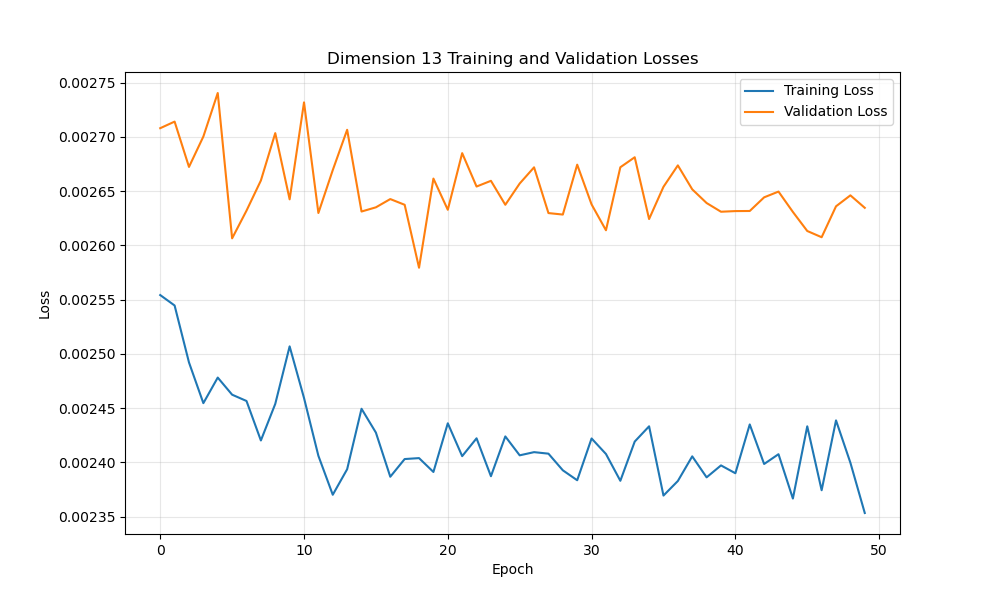 Dimension 13 Training and Validation Losses
Training Loss
Validation Loss
Loss
0.00275
0.00270
0.00265
0.00260
0.00255
0.00250
0.00245
0.00240
0.00235
0 10 20 30 40 50
Epoch